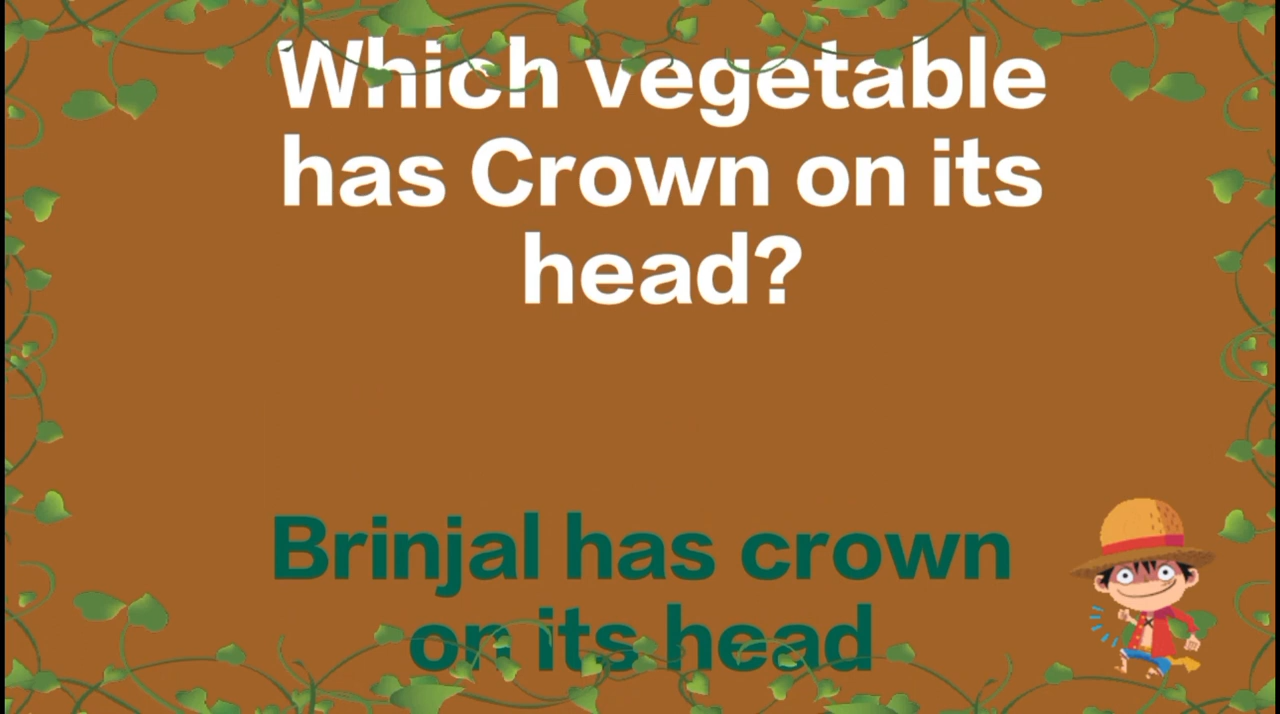 Which vegetable
has Crown on its
head?
Brinjal has crown
on its head